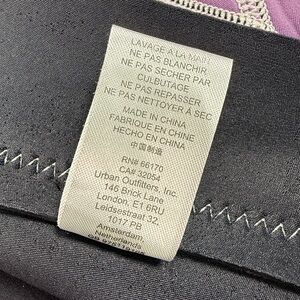 LAVAGE A LA MAIN
NE PAS BLANCHIR
NE PAS SECHER PAR
CULBUTAGE
NE PAS REPASSER
NE PAS NETTOYER À SEC
MADE IN CHINA
FABRIQUE EN CHINE
HECHO EN CHINA
中国制造
RN# 66170
CA# 32054
Urban Outfitters, Inc.
146 Brick Lane
London, E1 6RU
Leidsestraat 32,
1017 PB
Amsterdam,
Netherlands